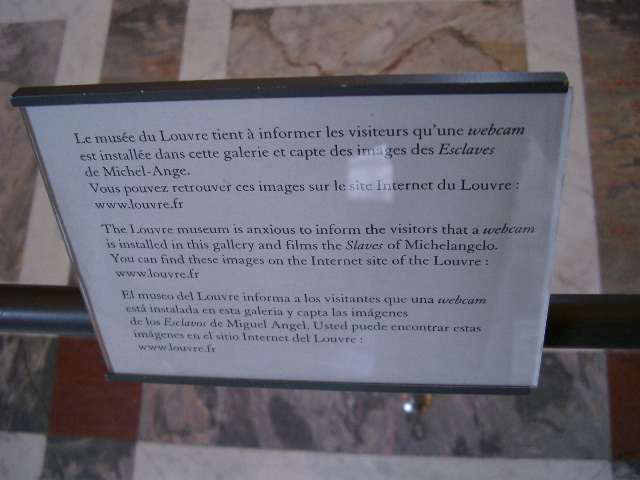 Le musée du Louvre tient à informer les visiteurs qu'une webcam
est installée dans cette galerie et capte des images des Esclaves
de Michel-Ange.
Vous pouvez retrouver ces images sur le site Internet du Louvre :
www.louvre.fr
The Louvre museum is anxious to inform the visitors that a webcam
is installed in this gallery and films the Slaves of Michelangelo.
You can find these images on the Internet site of the Louvre :
www.louvre.fr
El museo del Louvre informa a los visitantes que una webcam
está instalada en esta galeria y capta las imágenes
de los Esclavos de Miguel Angel. Usted puede encontrar estas
imágenes en el sitio Internet del Louvre :
www.louvre.fr